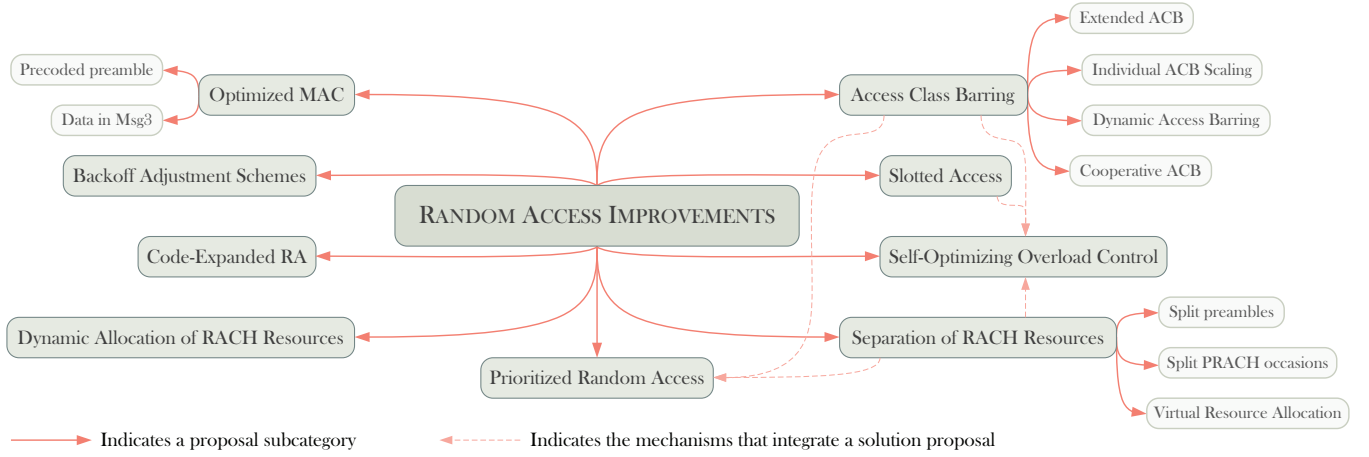 Extended ACB
Precoded preamble
Individual ACB Scaling
Optimized MAC
Access Class Barring
Data in Msg3
Dynamic Access Barring
Cooperative ACB
Backoff Adjustment Schemes
Slotted Access
RANDOM ACCESS IMPROVEMENTS
Code-Expanded RA
Self-Optimizing Overload Control
Split preambles
Dynamic Allocation of RACH Resources
Separation of RACH Resources
Split PRACH occasions
Prioritized Random Access
Virtual Resource Allocation
Indicates a proposal subcategory
Indicates the mechanisms that integrate a solution proposal